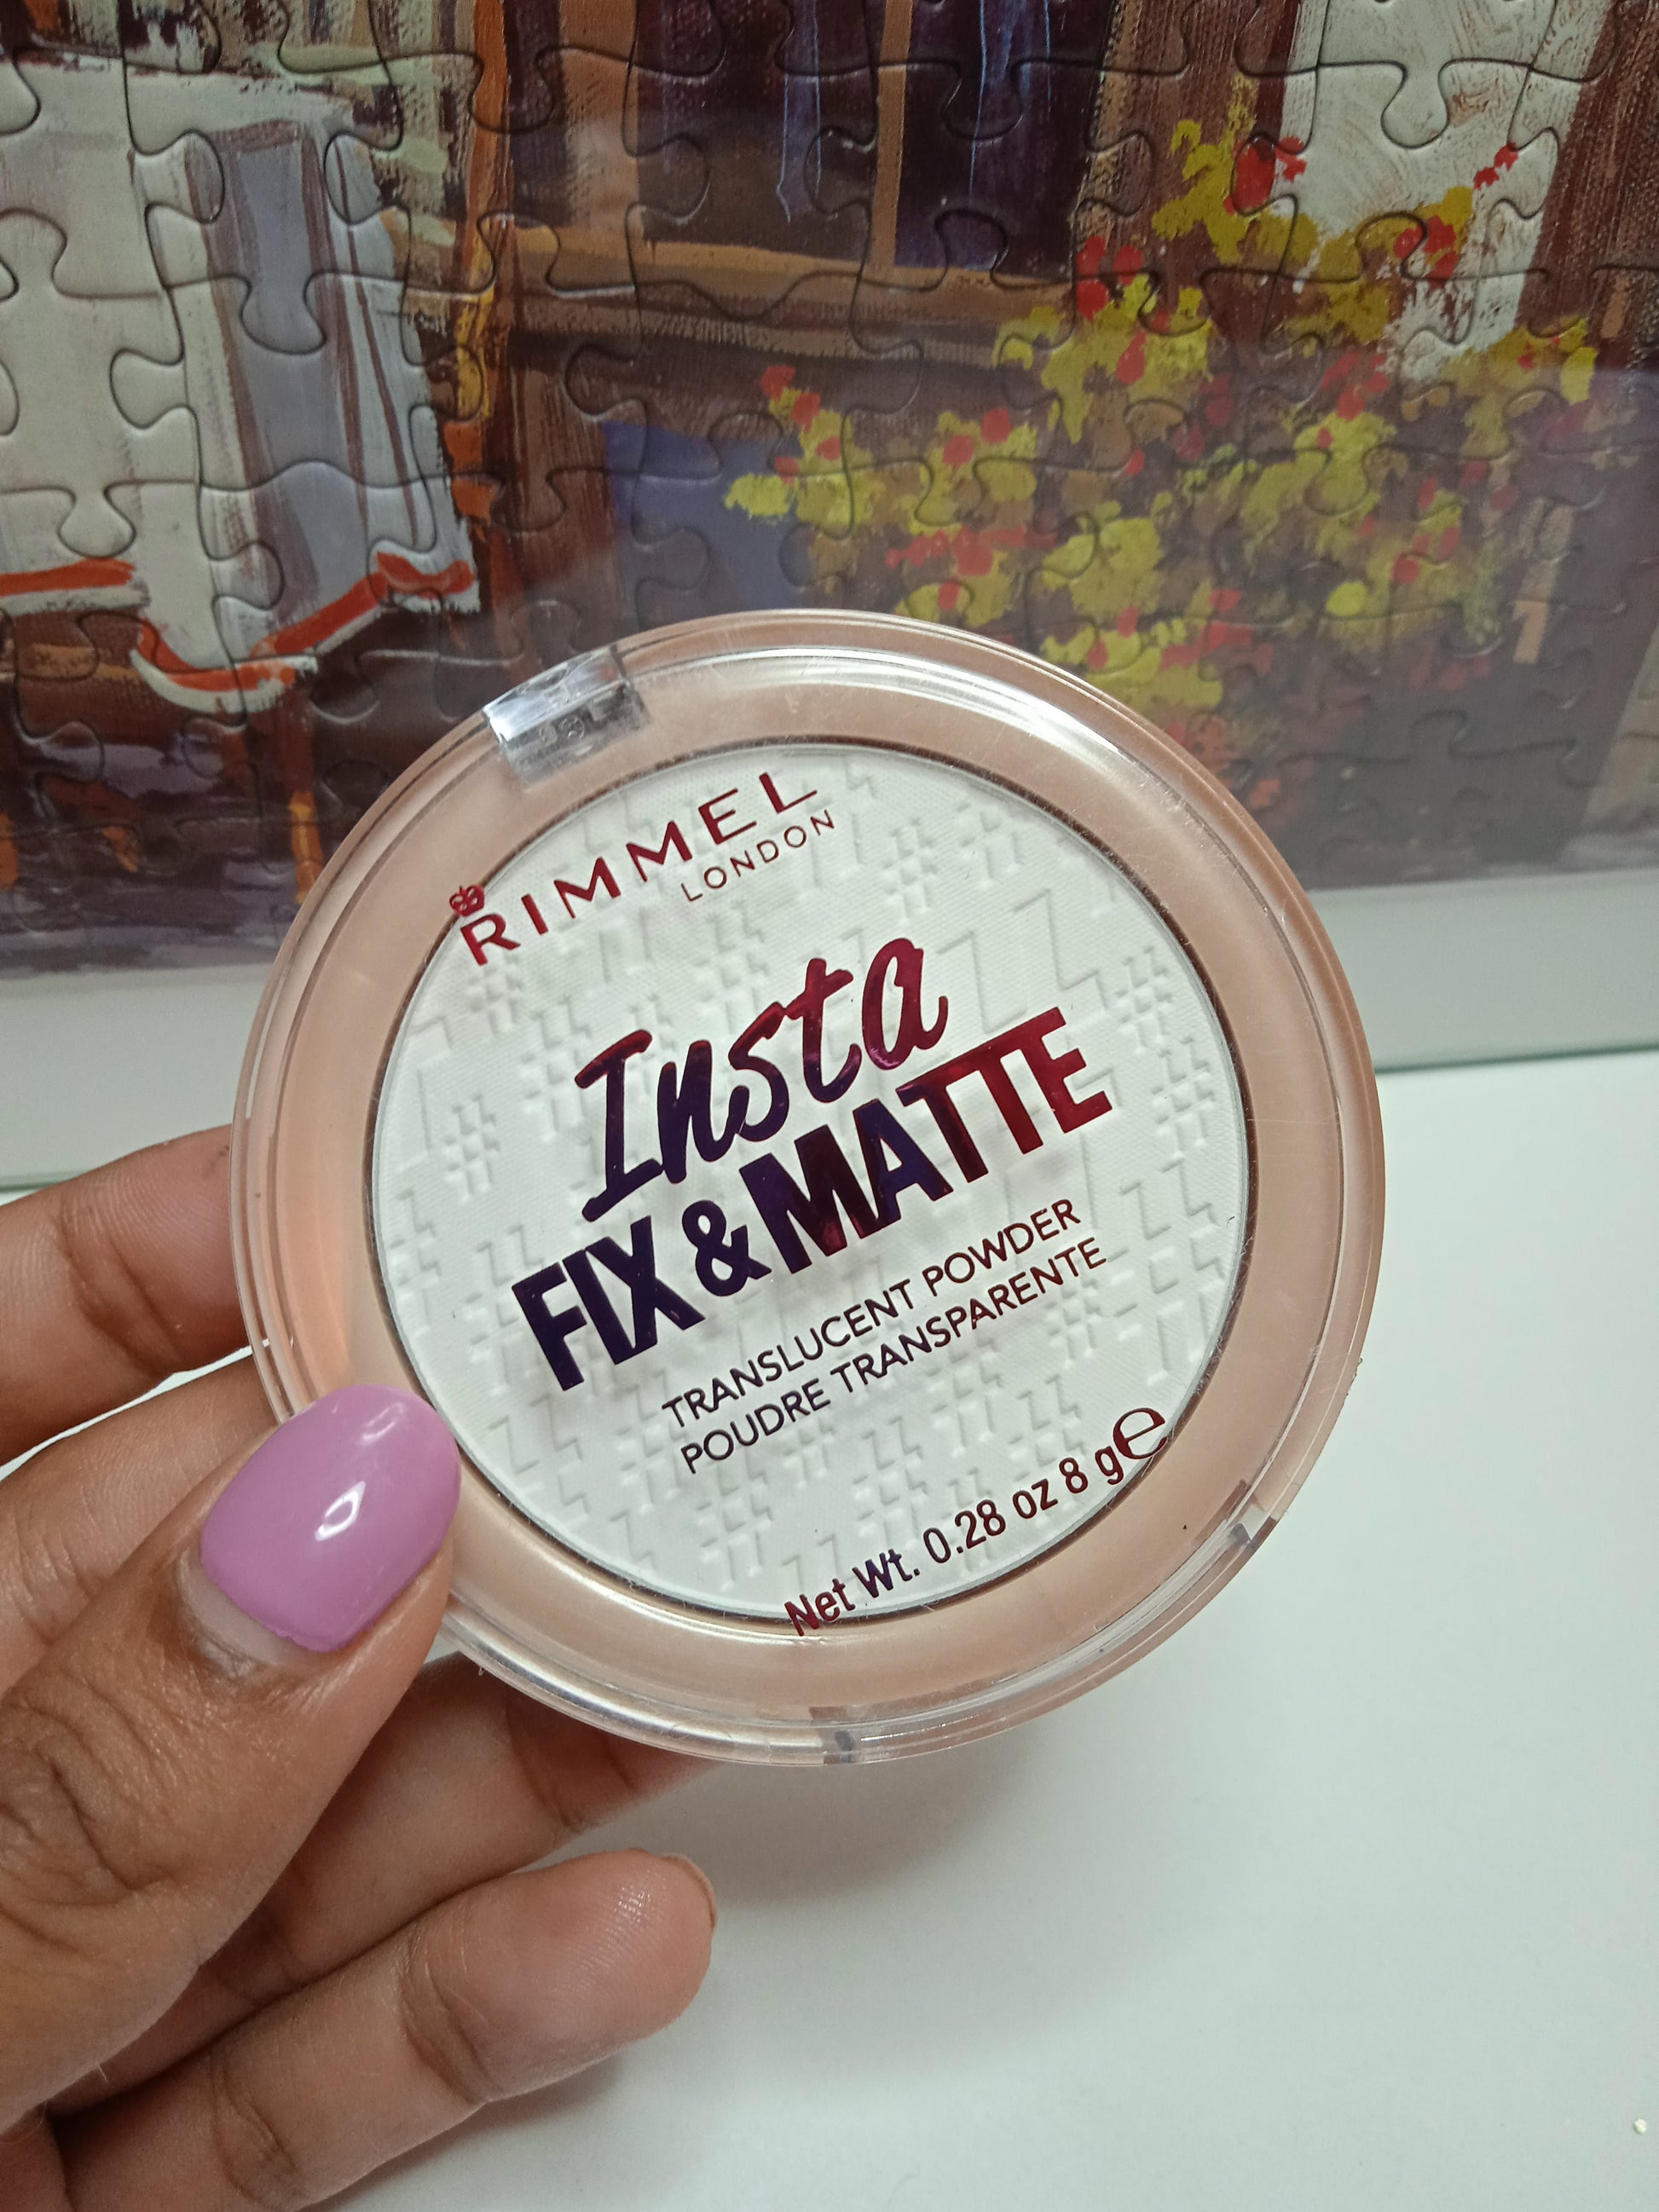 RIMMEL
LONDON
Insta
FIX & MATTE
TRANSLUCENT POWDER
POUDRE TRANSPARENTE
Net Wt. 0.28 oz 8 g ℮